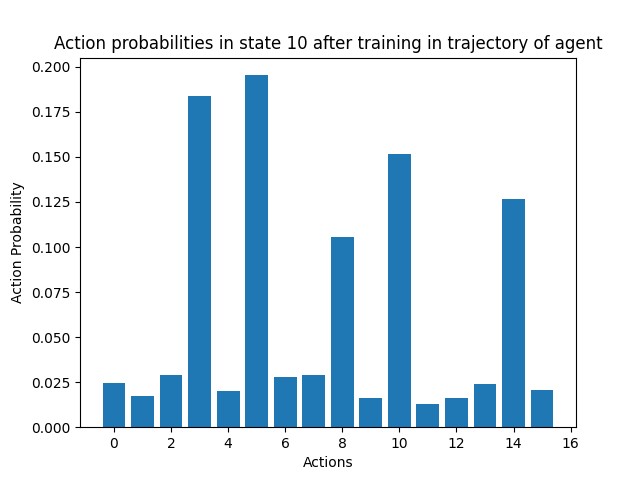 Action probabilities in state 10 after training in trajectory of agent
0.200
0.175
0.150
0.125
0.100
0.075
0.050
0.025
0.000
Action Probability
0 2 4 6 8 10 12 14 16
Actions